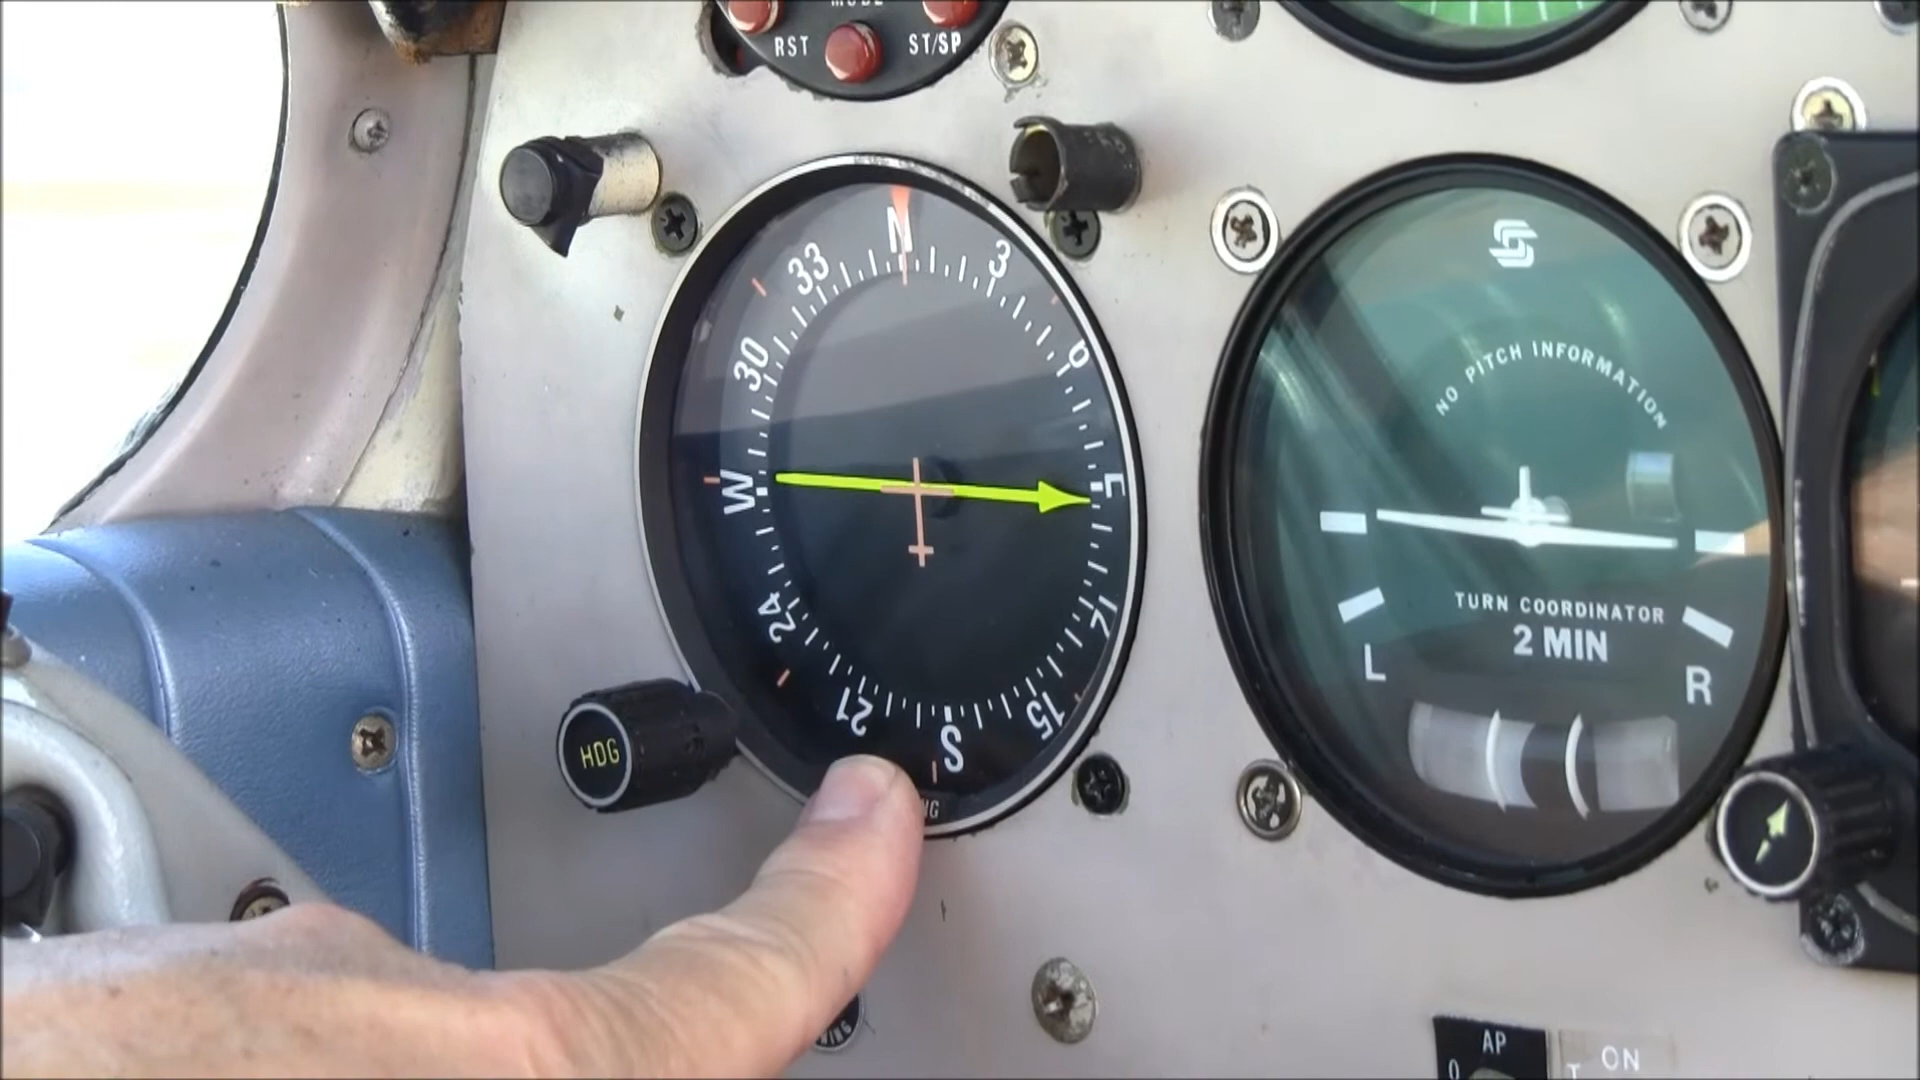 RST
ST/SP
N
33
3
30
6
W
E
24
12
21
15
S
HDG
NO PITCH INFORMATION
TURN COORDINATOR
2 MIN
L
R
AP
ON
0